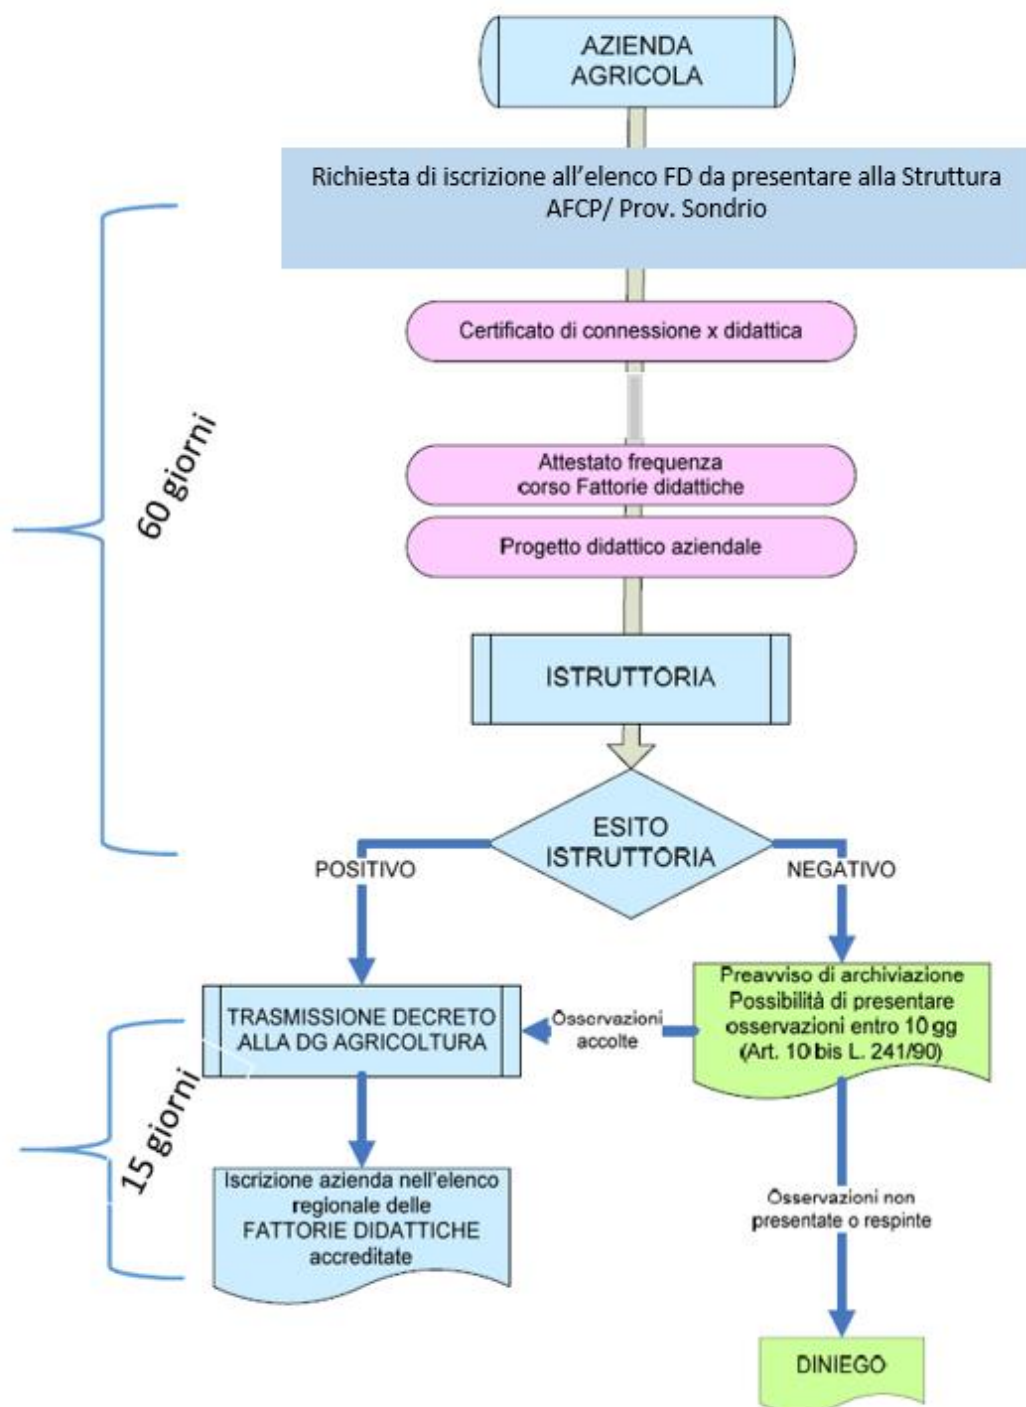 AZIENDA
AGRICOLA
Richiesta di iscrizione all’elenco FD da presentare alla Struttura
AFCP/ Prov. Sondrio
60 giorni
Certificato di connessione x didattica
Attestato frequenza
corso Fattorie didattiche
Progetto didattico aziendale
ISTRUTTORIA
ESITO
ISTRUTTORIA
POSITIVO
NEGATIVO
TRASMISSIONE DECRETO
ALLA DG AGRICOLTURA
Osservazioni
accolte
Preavviso di archiviazione
Possibilità di presentare
osservazioni entro 10 gg
(Art. 10 bis L. 241/90)
15 giorni
Iscrizione azienda nell'elenco
regionale delle
FATTORIE DIDATTICHE
accreditate
Osservazioni non
presentate o respinte
DINIEGO